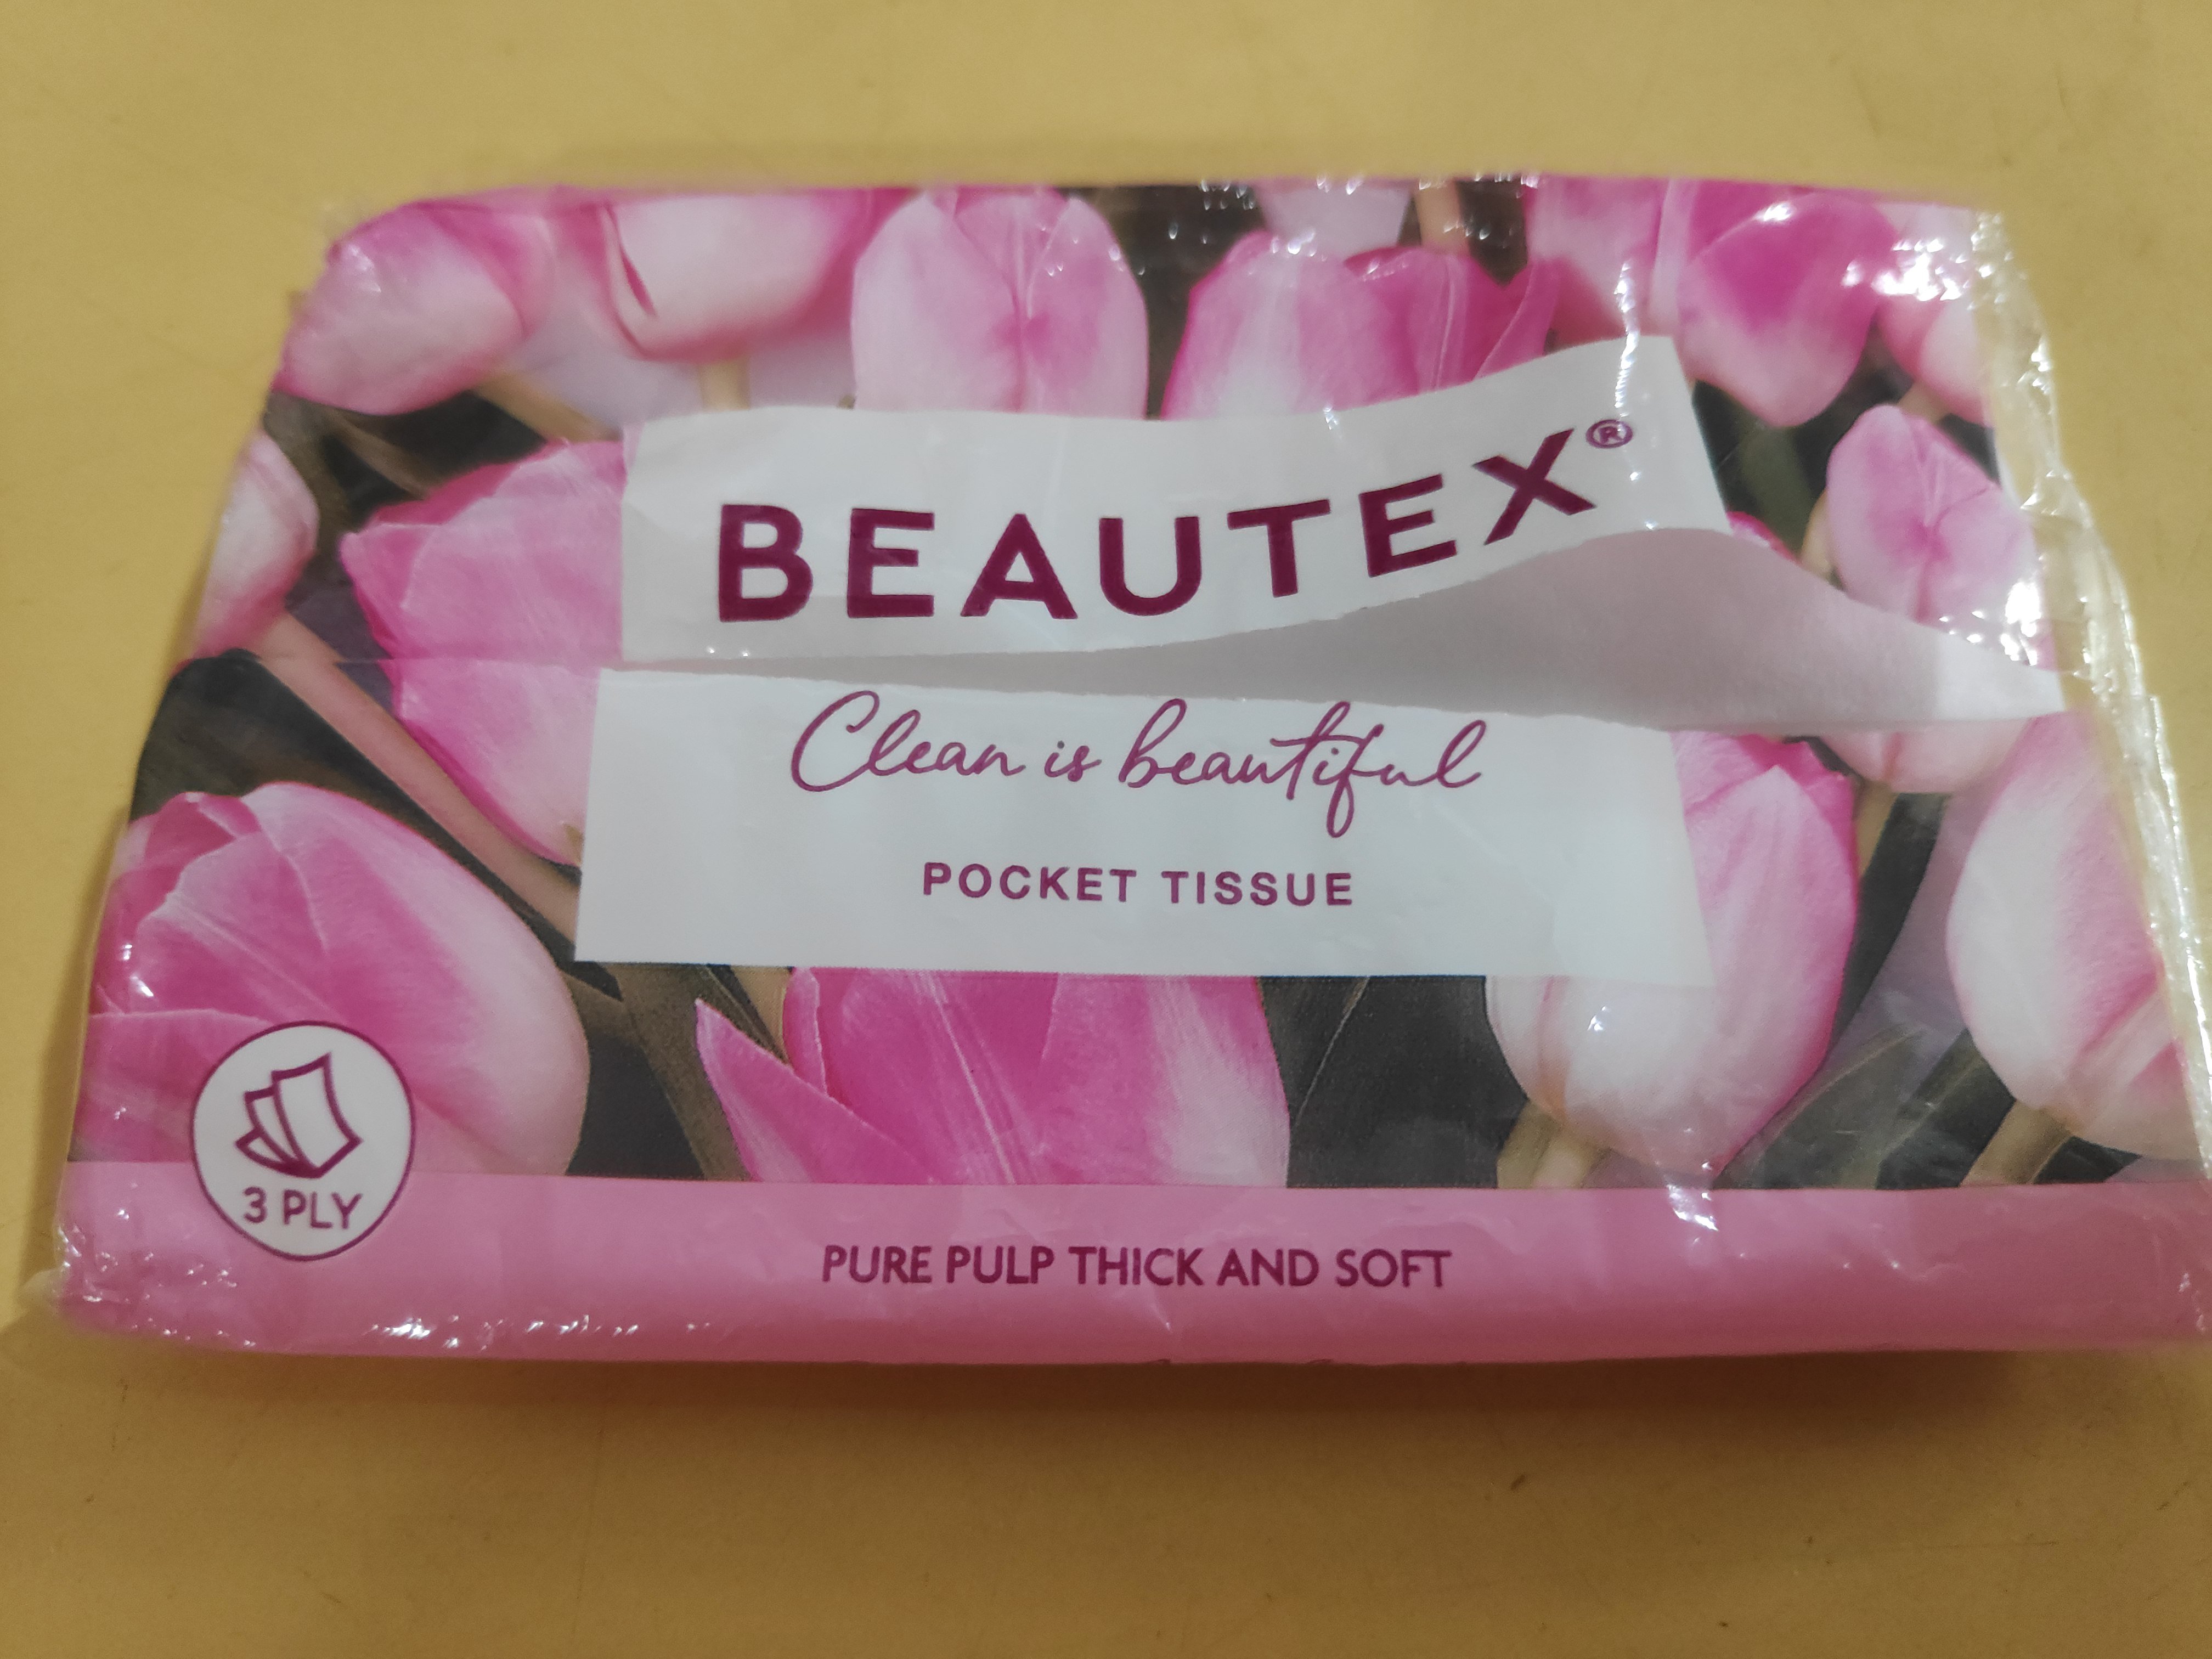 BEAUTEX®
Clean is beautiful
POCKET TISSUE
3 PLY
PURE PULP THICK AND SOFT